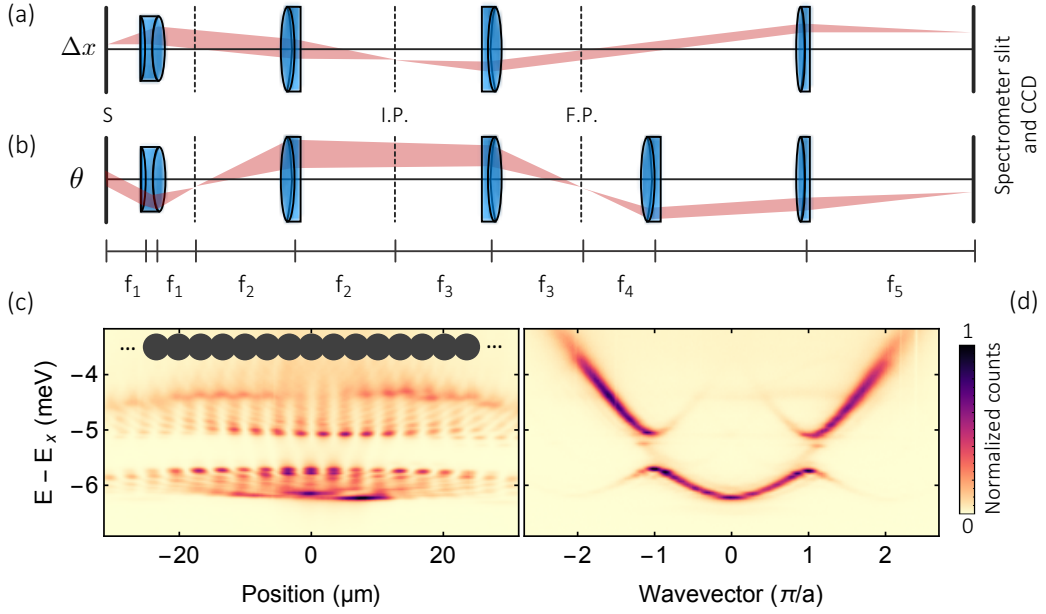 (a)
Δx
S
I.P.
F.P.
(b)
θ
Spectrometer slit
and CCD
f₁ f₁ f₂ f₂ f₃ f₃ f₄ f₅
(c)
(d)
... ...
E − Eₓ (meV)
−4
−5
−6
−20 0 20
Position (μm)
−2 −1 0 1 2
Wavevector (π/a)
1
0
Normalized counts